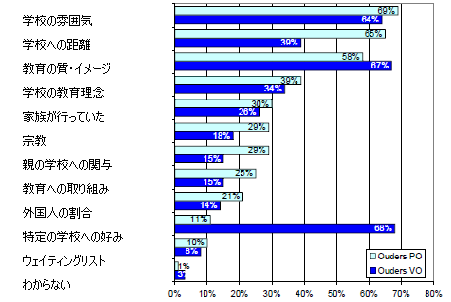 学校の雰囲気 69% 64%
学校への距離 65% 39%
教育の質・イメージ 58% 67%
学校の教育理念 39% 34%
家族が行っていた 30% 26%
宗教 29% 18%
親の学校への関与 29% 15%
教育への取り組み 25% 15%
外国人の割合 21% 14%
特定の学校への好み 11% 68%
ウェイティングリスト 10% 8%
わからない 1% 3%
Ouders PO
Ouders VO
0% 10% 20% 30% 40% 50% 60% 70% 80%